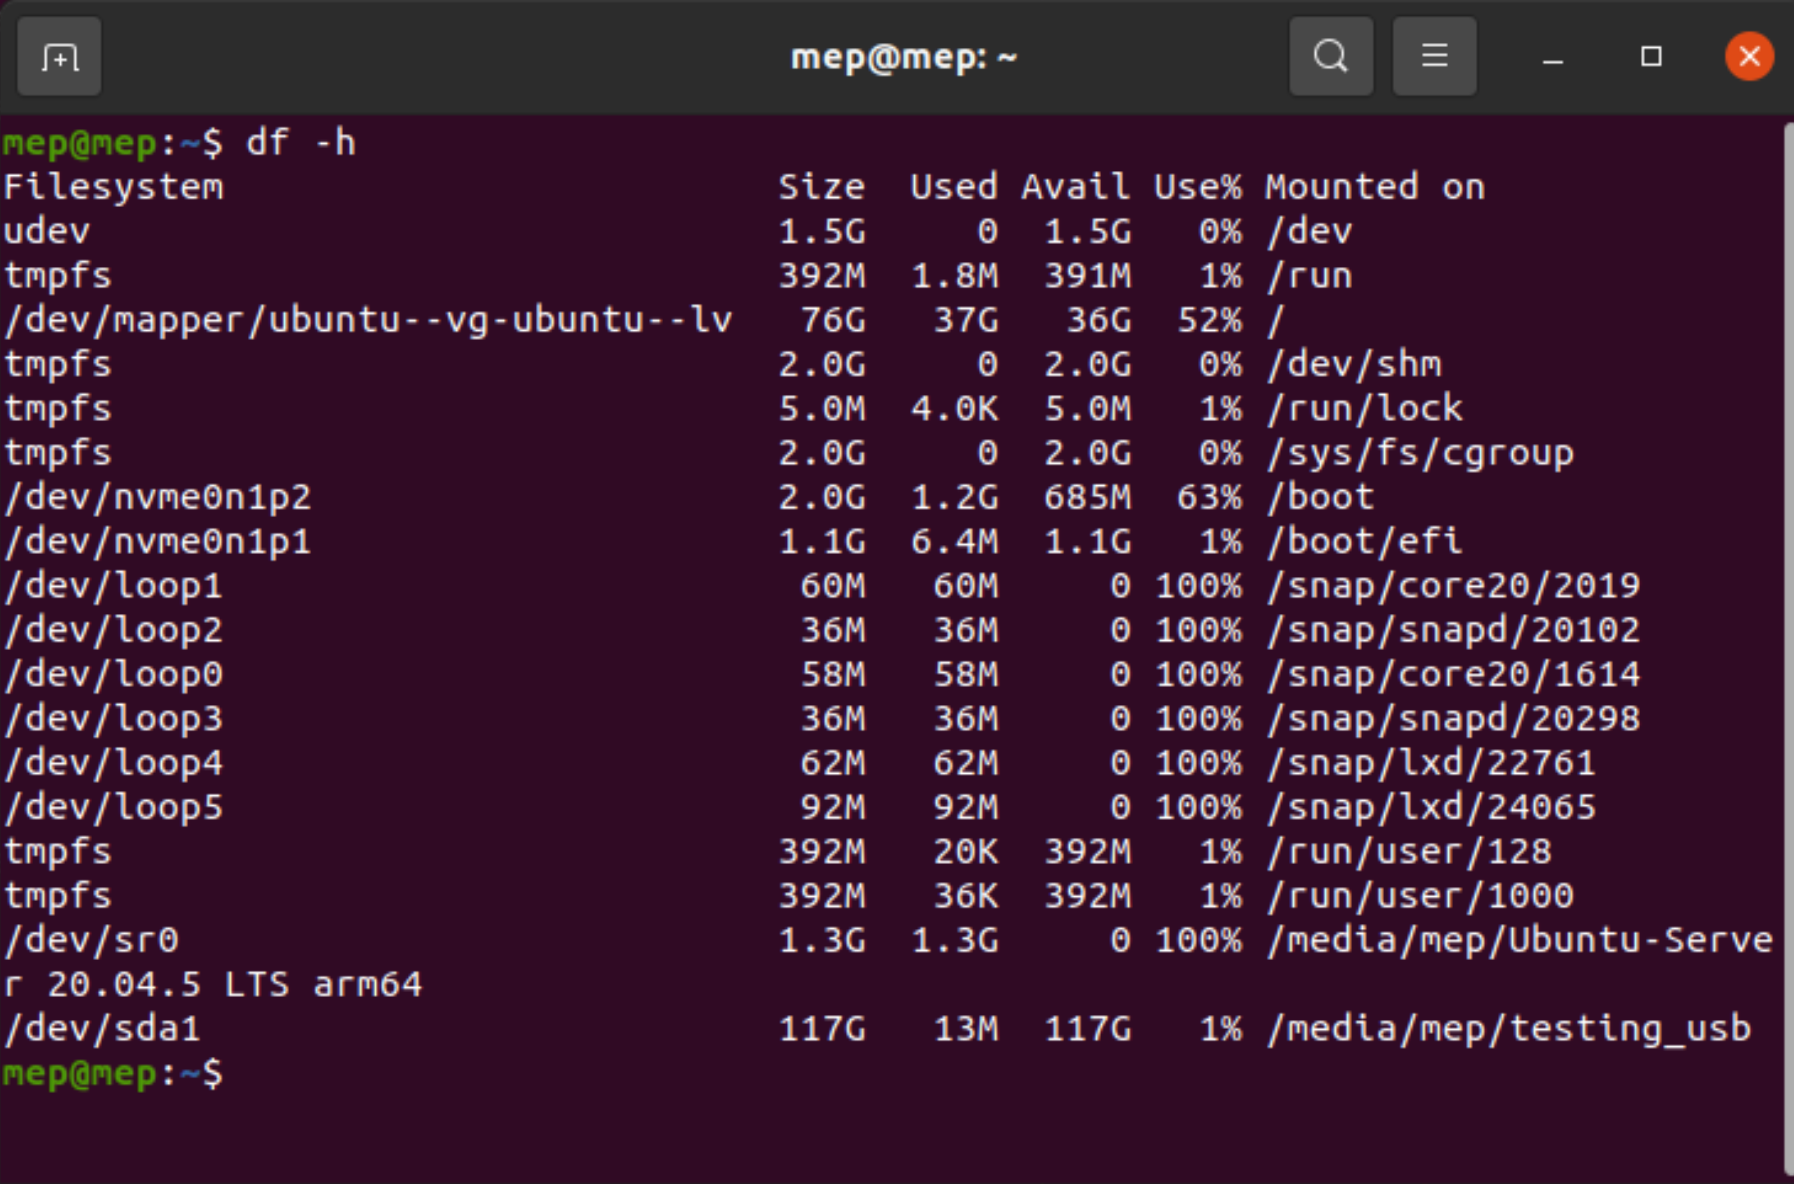 mep@mep: ~
mep@mep:~$ df -h
Filesystem                         Size  Used Avail Use% Mounted on
udev                               1.5G     0  1.5G   0% /dev
tmpfs                              392M  1.8M  391M   1% /run
/dev/mapper/ubuntu--vg-ubuntu--lv   76G   37G   36G  52% /
tmpfs                              2.0G     0  2.0G   0% /dev/shm
tmpfs                              5.0M  4.0K  5.0M   1% /run/lock
tmpfs                              2.0G     0  2.0G   0% /sys/fs/cgroup
/dev/nvme0n1p2                     2.0G  1.2G  685M  63% /boot
/dev/nvme0n1p1                     1.1G  6.4M  1.1G   1% /boot/efi
/dev/loop1                          60M   60M     0 100% /snap/core20/2019
/dev/loop2                          36M   36M     0 100% /snap/snapd/20102
/dev/loop0                          58M   58M     0 100% /snap/core20/1614
/dev/loop3                          36M   36M     0 100% /snap/snapd/20298
/dev/loop4                          62M   62M     0 100% /snap/lxd/22761
/dev/loop5                          92M   92M     0 100% /snap/lxd/24065
tmpfs                              392M   20K  392M   1% /run/user/128
tmpfs                              392M   36K  392M   1% /run/user/1000
/dev/sr0                           1.3G  1.3G     0 100% /media/mep/Ubuntu-Serve
r 20.04.5 LTS arm64
/dev/sda1                          117G   13M  117G   1% /media/mep/testing_usb
mep@mep:~$